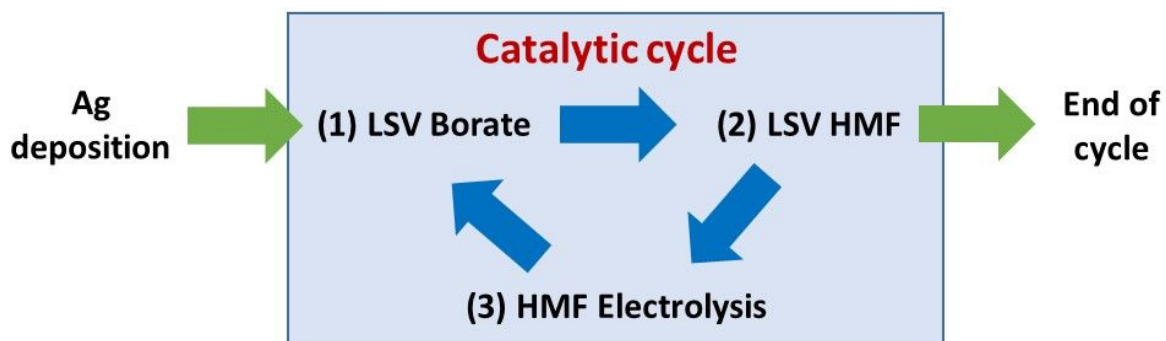 Catalytic cycle
Ag
deposition
(1) LSV Borate
(2) LSV HMF
End of
cycle
(3) HMF Electrolysis